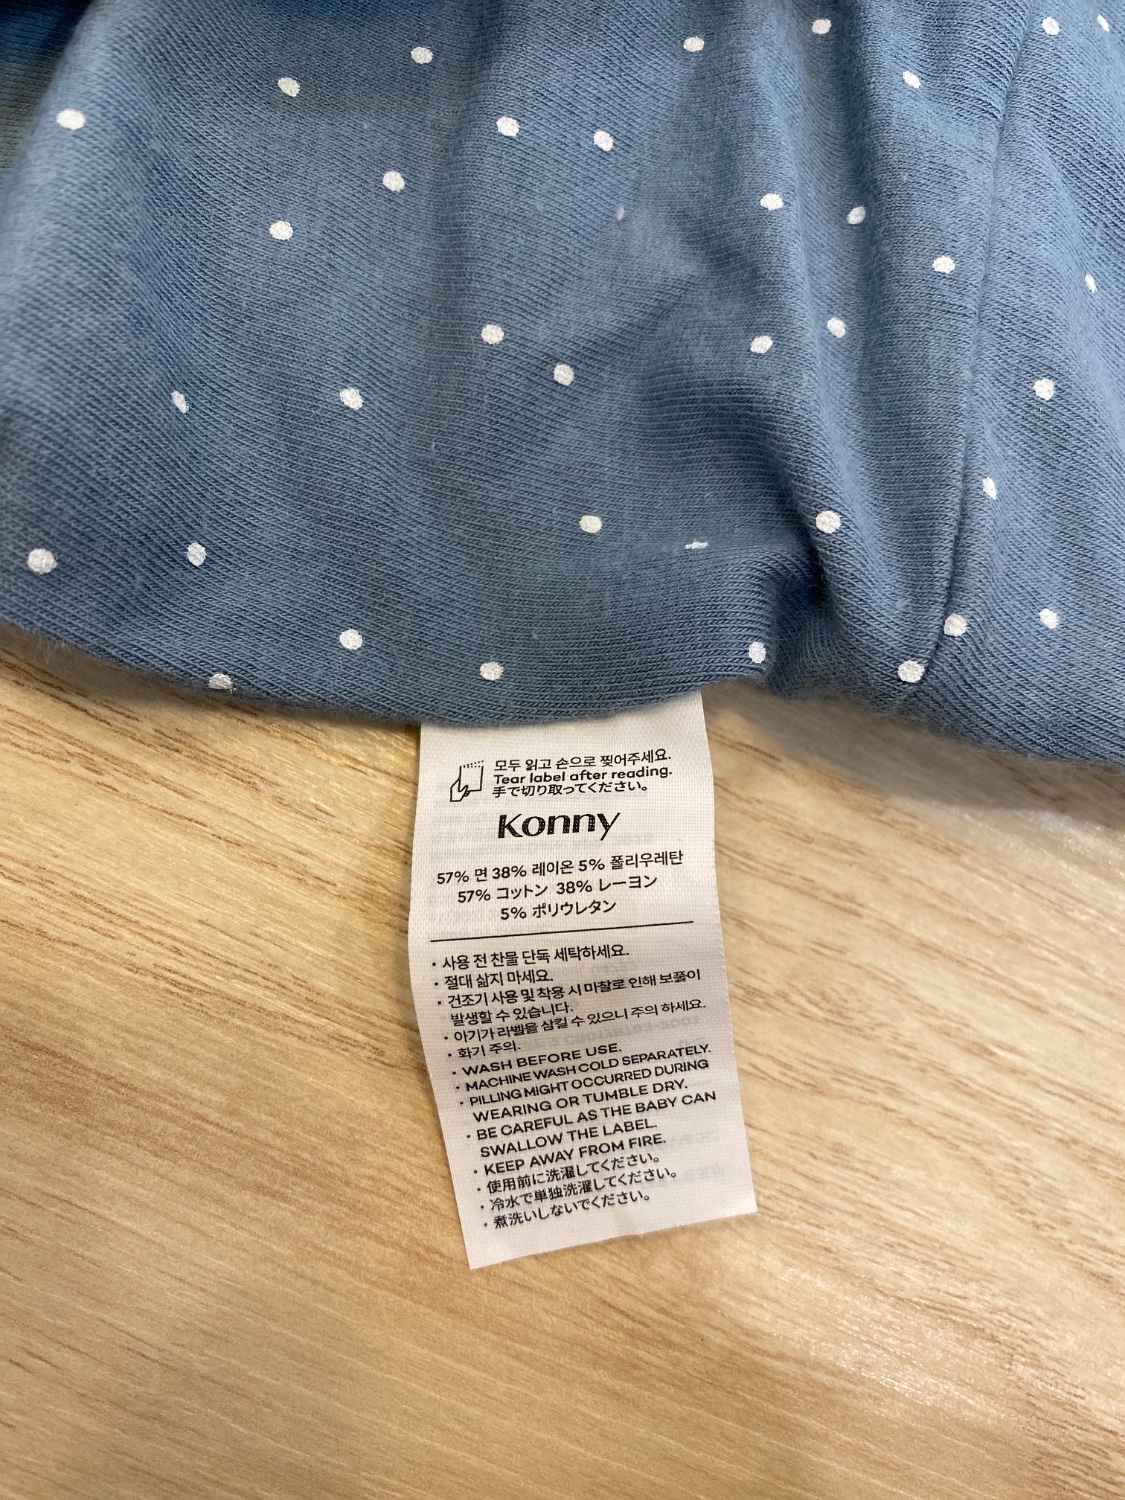 모두 읽고 손으로 찢어주세요.
Tear label after reading.
手で切り取ってください。
Konny
57% 면 38% 레이온 5% 폴리우레탄
57% コットン 38% レーヨン
5% ポリウレタン
· 사용 전 찬물 단독 세탁하세요.
· 절대 삶지 마세요.
· 건조기 사용 및 착용 시 마찰로 인해 보풀이
발생할 수 있습니다.
· 아기가 라벨을 삼킬 수 있으니 주의 하세요.
· 화기 주의.
· WASH BEFORE USE.
· MACHINE WASH COLD SEPARATELY.
· PILLING MIGHT OCCURRED DURING
WEARING OR TUMBLE DRY.
· BE CAREFUL AS THE BABY CAN
SWALLOW THE LABEL.
· KEEP AWAY FROM FIRE.
· 使用前に洗濯してください。
· 冷水で単独洗濯してください。
· 煮洗いしないでください。